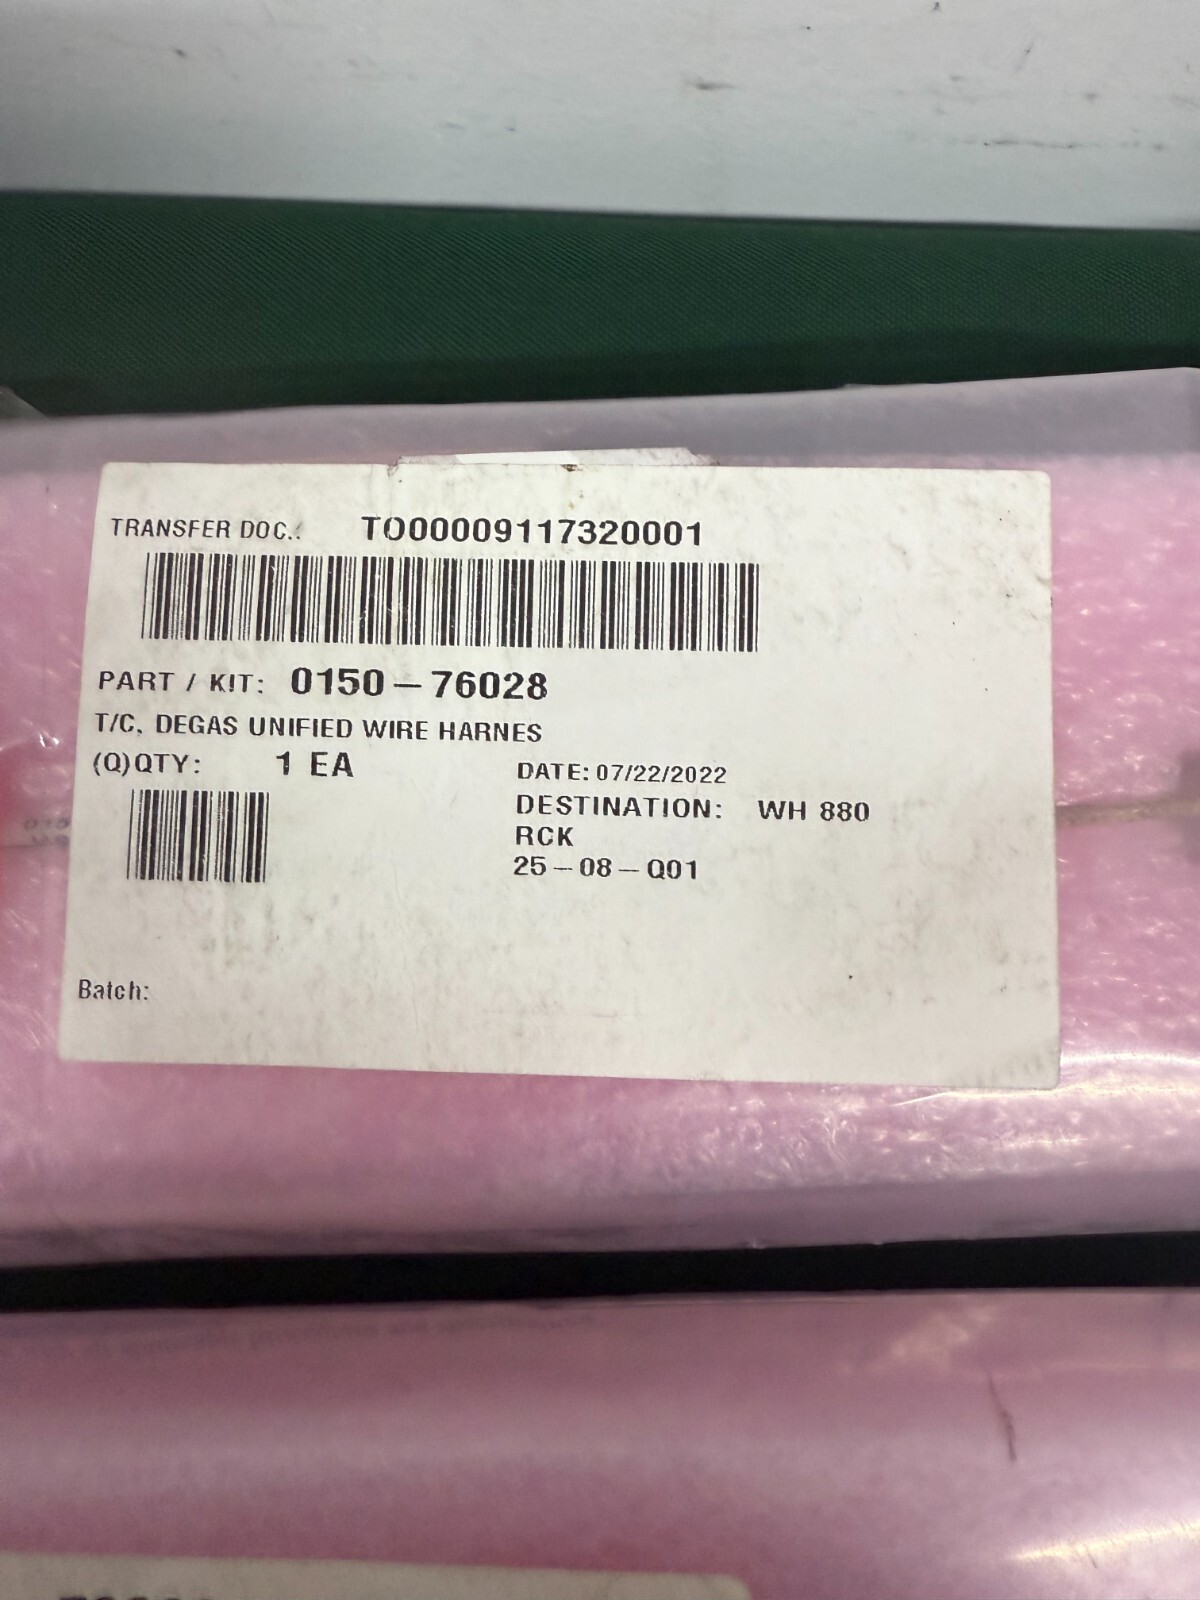 TRANSFER DOC.: TO00009117320001
PART / KIT: 0150-76028
T/C, DEGAS UNIFIED WIRE HARNES
(Q)QTY: 1 EA
DATE: 07/22/2022
DESTINATION: WH 880
RCK
25-08-Q01
Batch: